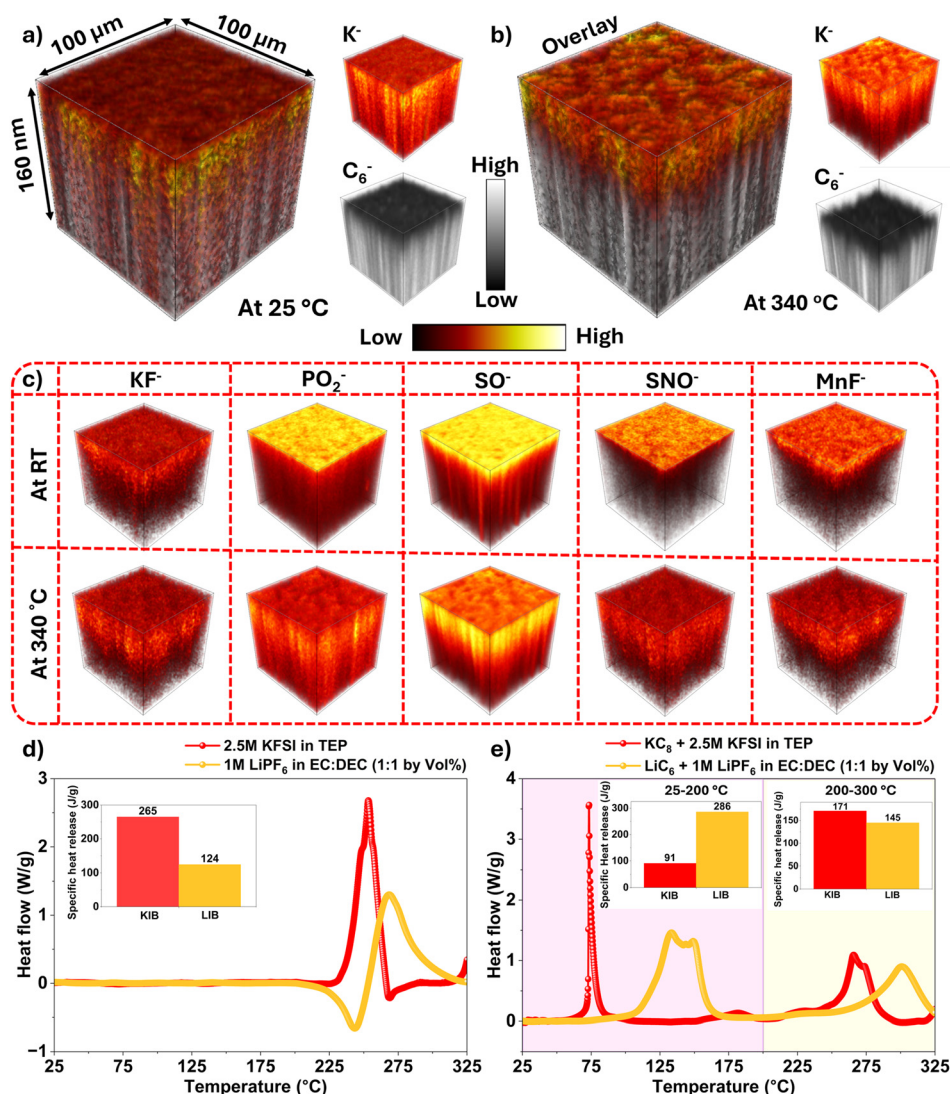 a)
100 µm
100 µm
160 nm
At 25 °C
K-
C6-
High
Low
b)
Overlay
K-
C6-
At 340 °C
Low
High
c)
KF-
PO2-
SO-
SNO-
MnF-
At RT
At 340 °C
d)
2.5M KFSI in TEP
1M LiPF6 in EC:DEC (1:1 by Vol%)
Heat flow (W/g)
3
2
1
0
−1
25
75
125
175
225
275
325
Temperature (°C)
Specific heat release (J/g)
300
200
100
0
265
124
KIB
LIB
e)
KC8 + 2.5M KFSI in TEP
LiC6 + 1M LiPF6 in EC:DEC (1:1 by Vol%)
Heat flow (W/g)
4
3
2
1
0
25
75
125
175
225
275
325
Temperature (°C)
25-200 °C
Specific heat release (J/g)
300
200
100
0
91
286
KIB
LIB
200-300 °C
Specific heat release (J/g)
150
100
50
0
171
145
KIB
LIB